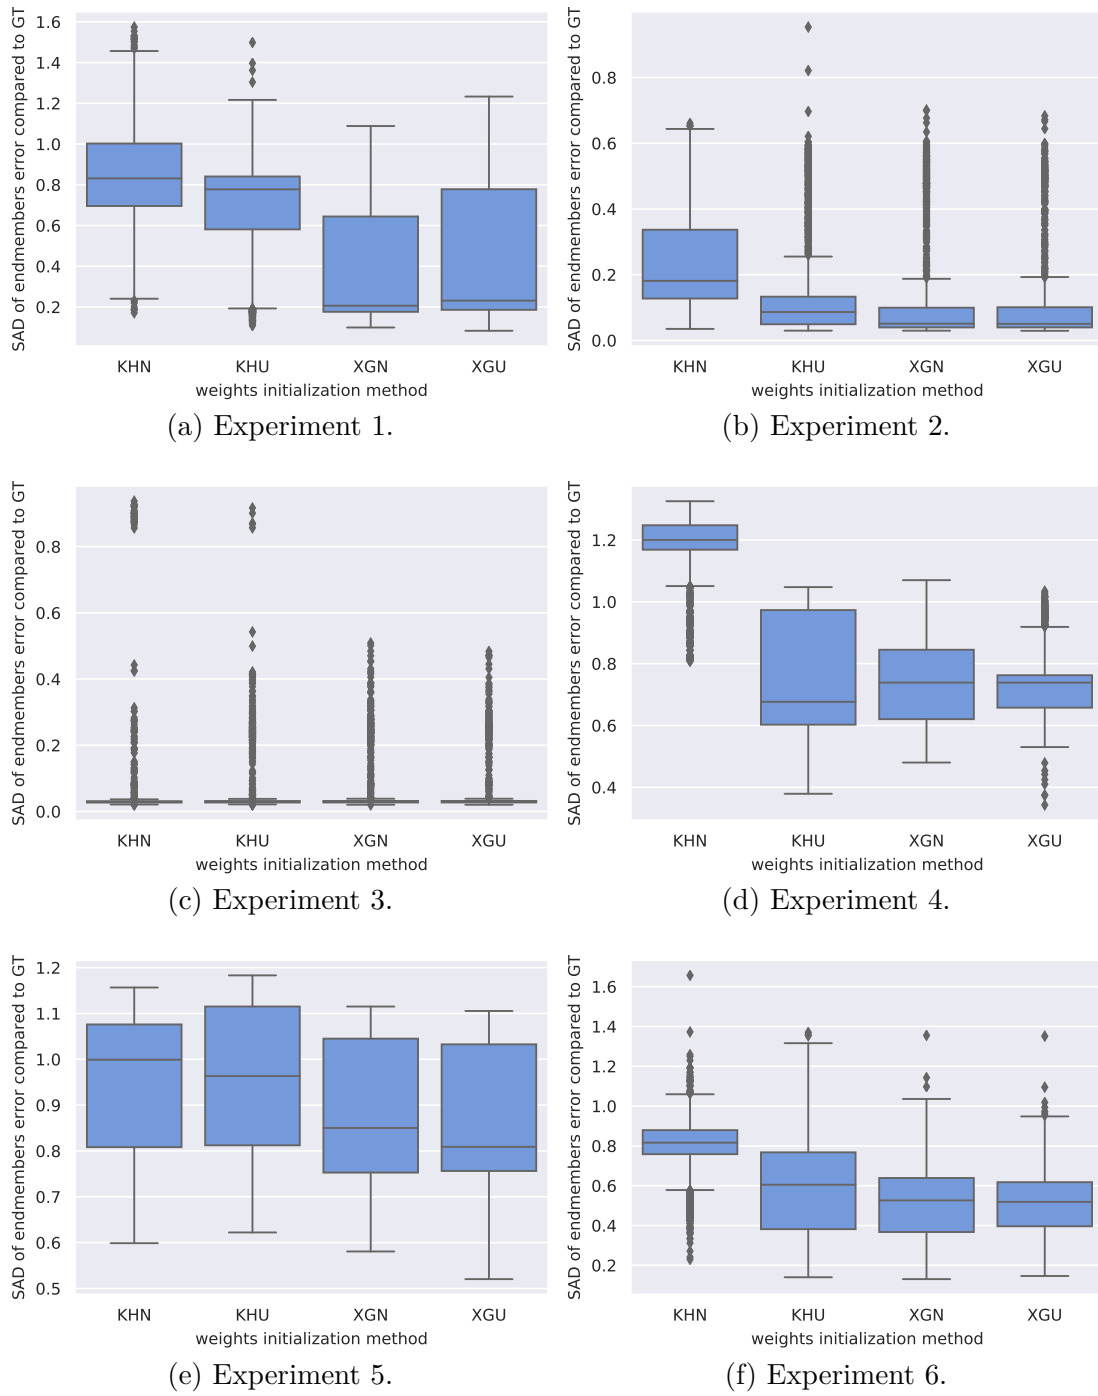 SAD of endmembers error compared to GT
1.6
1.4
1.2
1.0
0.8
0.6
0.4
0.2
KHN KHU XGN XGU
weights initialization method
(a) Experiment 1.
SAD of endmembers error compared to GT
0.8
0.6
0.4
0.2
0.0
KHN KHU XGN XGU
weights initialization method
(b) Experiment 2.
SAD of endmembers error compared to GT
0.8
0.6
0.4
0.2
0.0
KHN KHU XGN XGU
weights initialization method
(c) Experiment 3.
SAD of endmembers error compared to GT
1.2
1.0
0.8
0.6
0.4
KHN KHU XGN XGU
weights initialization method
(d) Experiment 4.
SAD of endmembers error compared to GT
1.2
1.1
1.0
0.9
0.8
0.7
0.6
0.5
KHN KHU XGN XGU
weights initialization method
(e) Experiment 5.
SAD of endmembers error compared to GT
1.6
1.4
1.2
1.0
0.8
0.6
0.4
0.2
KHN KHU XGN XGU
weights initialization method
(f) Experiment 6.